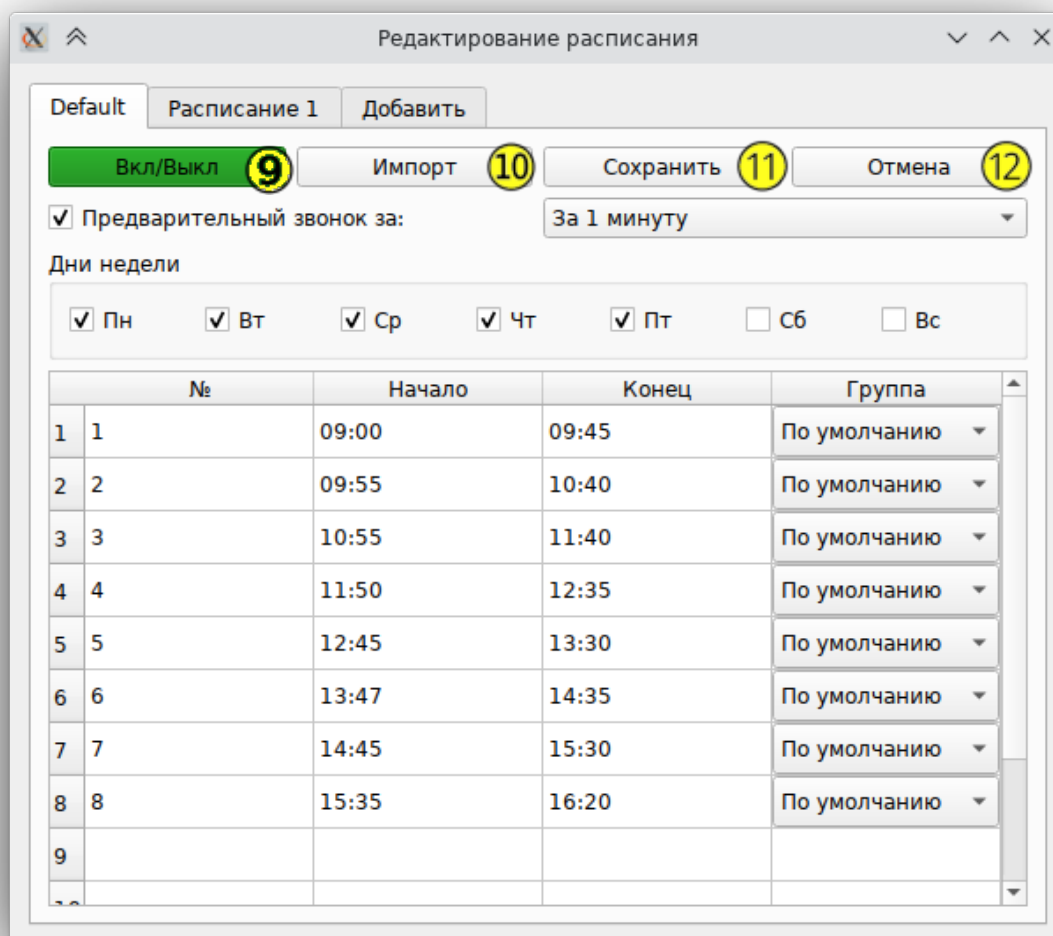 Редактирование расписания
Default Расписание 1 Добавить
Вкл/Выкл 9 Импорт 10 Сохранить 11 Отмена 12
Предварительный звонок за: За 1 минуту
Дни недели
Пн Вт Ср Чт Пт Сб Вс
№ Начало Конец Группа
1 1 09:00 09:45 По умолчанию
2 2 09:55 10:40 По умолчанию
3 3 10:55 11:40 По умолчанию
4 4 11:50 12:35 По умолчанию
5 5 12:45 13:30 По умолчанию
6 6 13:47 14:35 По умолчанию
7 7 14:45 15:30 По умолчанию
8 8 15:35 16:20 По умолчанию
9